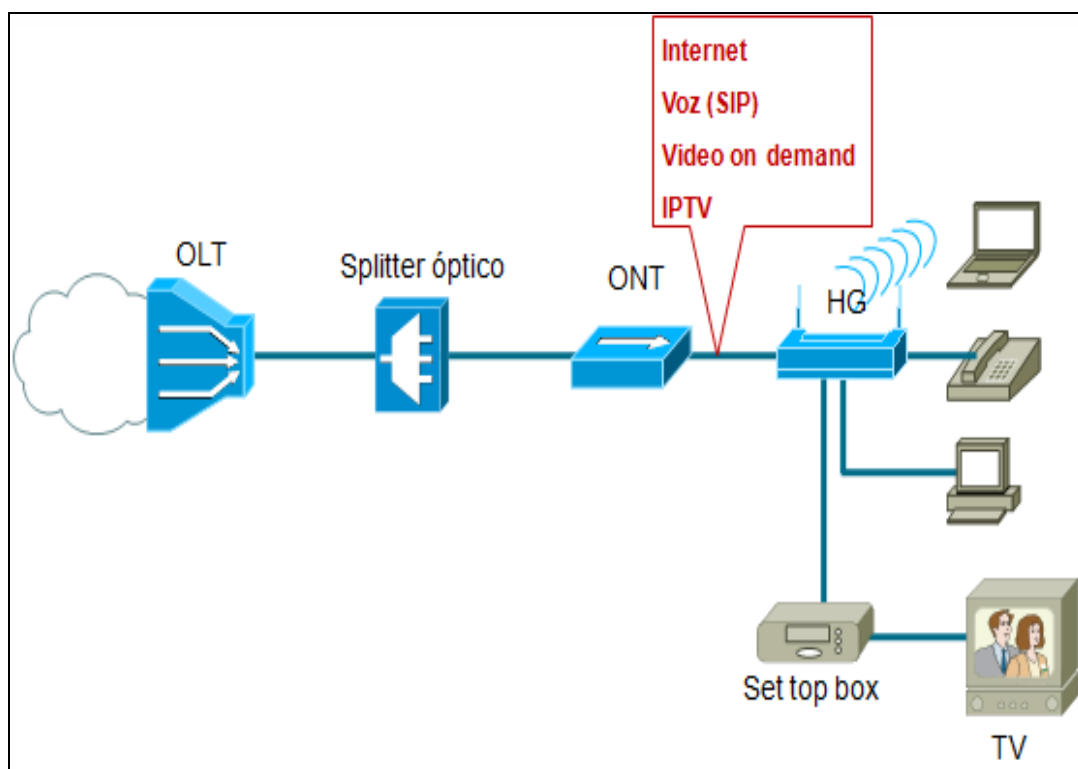 Internet
Voz (SIP)
Video on demand
IPTV
OLT
Splitter óptico
ONT
HG
Set top box
TV